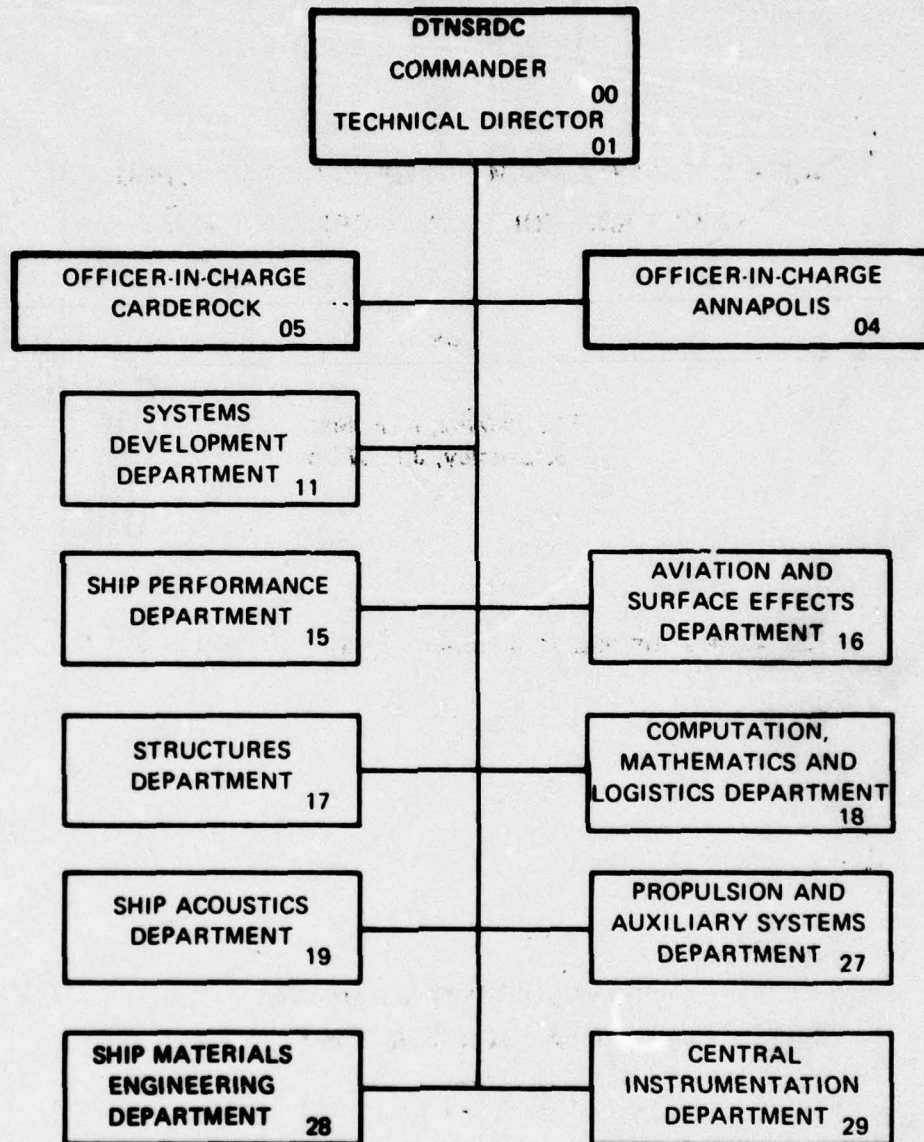 DTNSRDC
COMMANDER
00
TECHNICAL DIRECTOR
01
OFFICER-IN-CHARGE
CARDEROCK
05
OFFICER-IN-CHARGE
ANNAPOLIS
04
SYSTEMS
DEVELOPMENT
DEPARTMENT
11
SHIP PERFORMANCE
DEPARTMENT
15
AVIATION AND
SURFACE EFFECTS
DEPARTMENT
16
STRUCTURES
DEPARTMENT
17
COMPUTATION,
MATHEMATICS AND
LOGISTICS DEPARTMENT
18
SHIP ACOUSTICS
DEPARTMENT
19
PROPULSION AND
AUXILIARY SYSTEMS
DEPARTMENT
27
SHIP MATERIALS
ENGINEERING
DEPARTMENT
28
CENTRAL
INSTRUMENTATION
DEPARTMENT
29